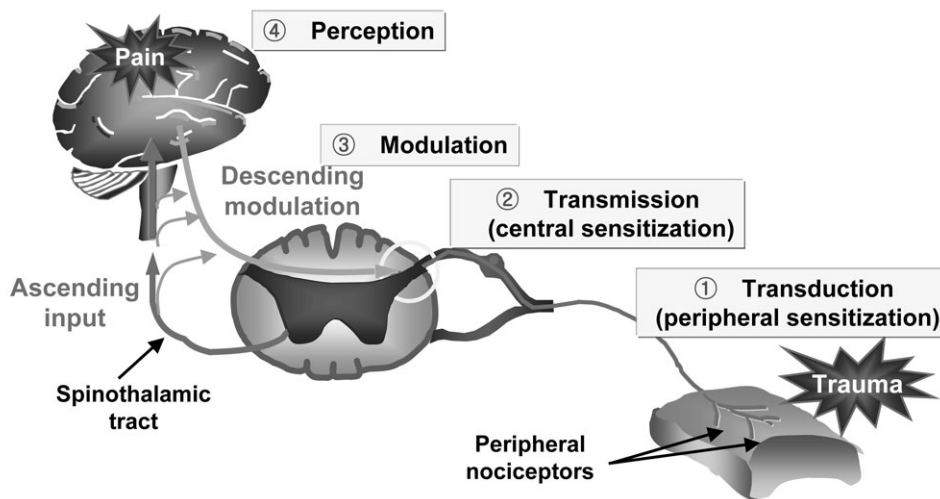 ④ Perception
Pain
③ Modulation
Descending
modulation
② Transmission
(central sensitization)
Ascending
input
① Transduction
(peripheral sensitization)
Trauma
Spinothalamic
tract
Peripheral
nociceptors